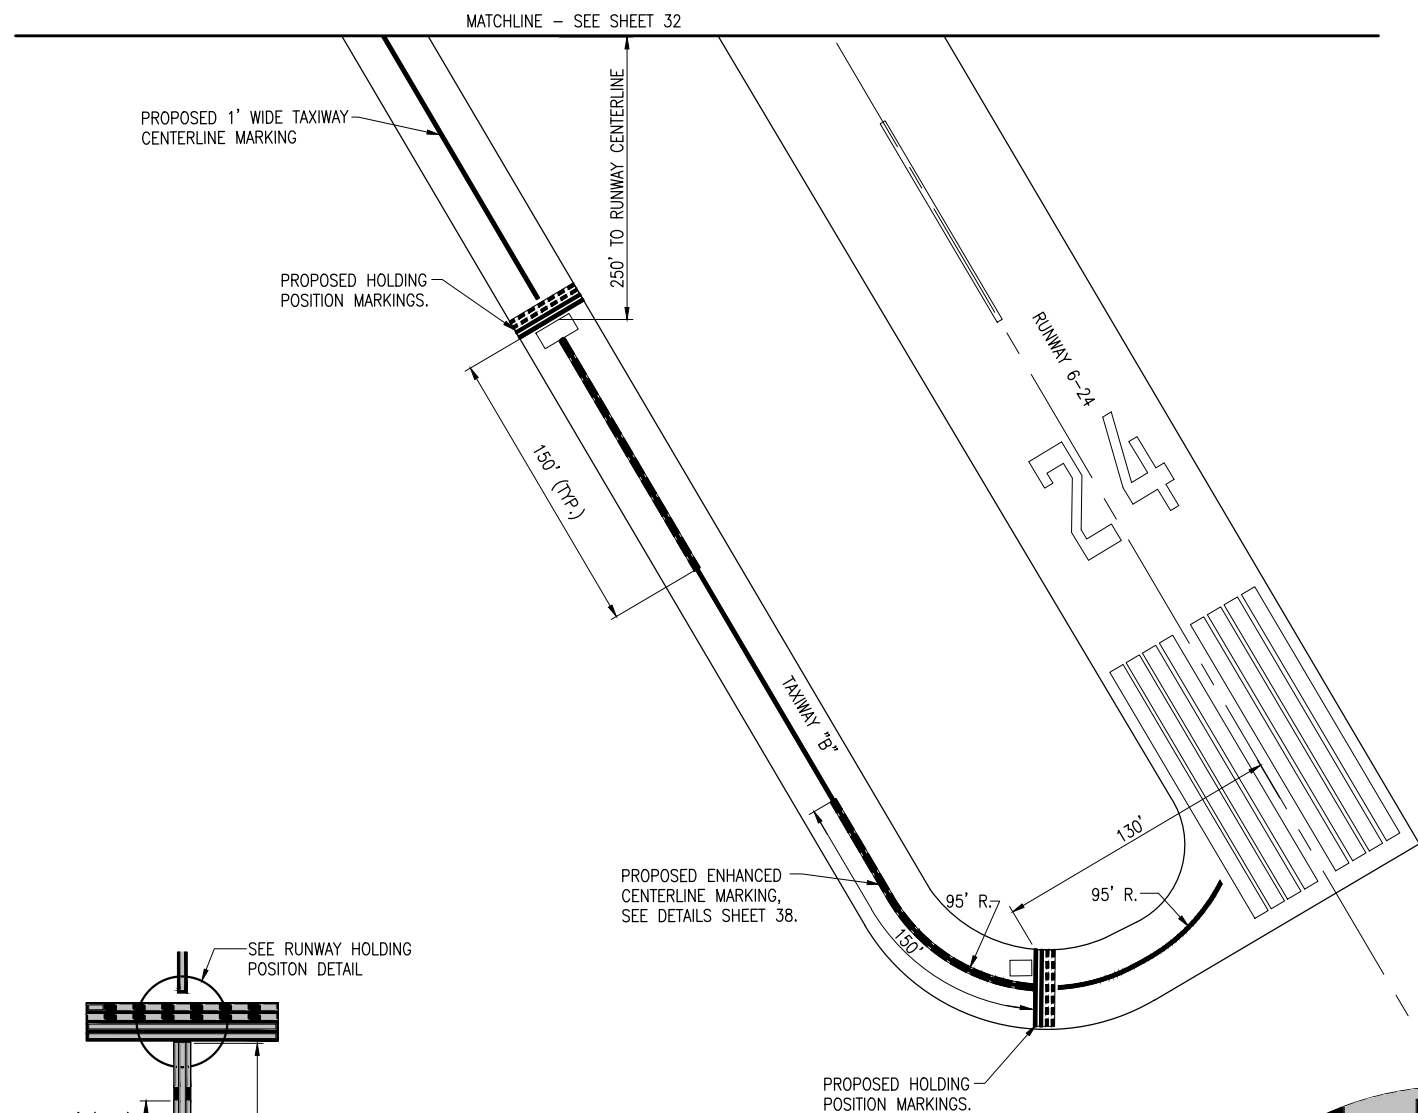 MATCHLINE – SEE SHEET 32
PROPOSED 1' WIDE TAXIWAY
CENTERLINE MARKING
250' TO RUNWAY CENTERLINE
PROPOSED HOLDING
POSITION MARKINGS.
RUNWAY 6–24
24
150' (TYP.)
TAXIWAY "B"
130'
PROPOSED ENHANCED
CENTERLINE MARKING,
SEE DETAILS SHEET 38.
95' R.
95' R.
150'
SEE RUNWAY HOLDING
POSITON DETAIL
PROPOSED HOLDING
POSITION MARKINGS.